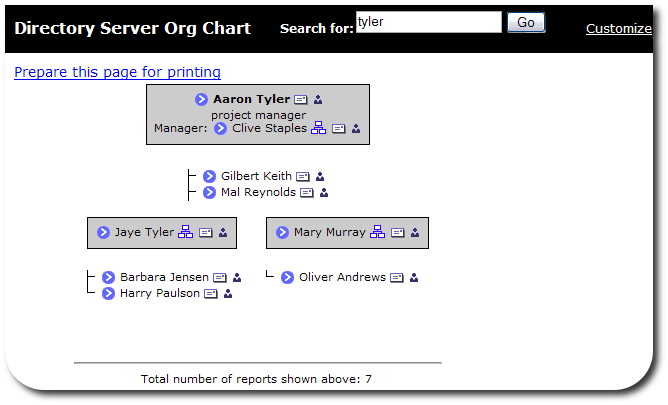 Directory Server Org Chart Search for: tyler Go Customize
Prepare this page for printing
Aaron Tyler
project manager
Manager: Clive Staples
Gilbert Keith
Mal Reynolds
Jaye Tyler Mary Murray
Barbara Jensen Oliver Andrews
Harry Paulson
Total number of reports shown above: 7